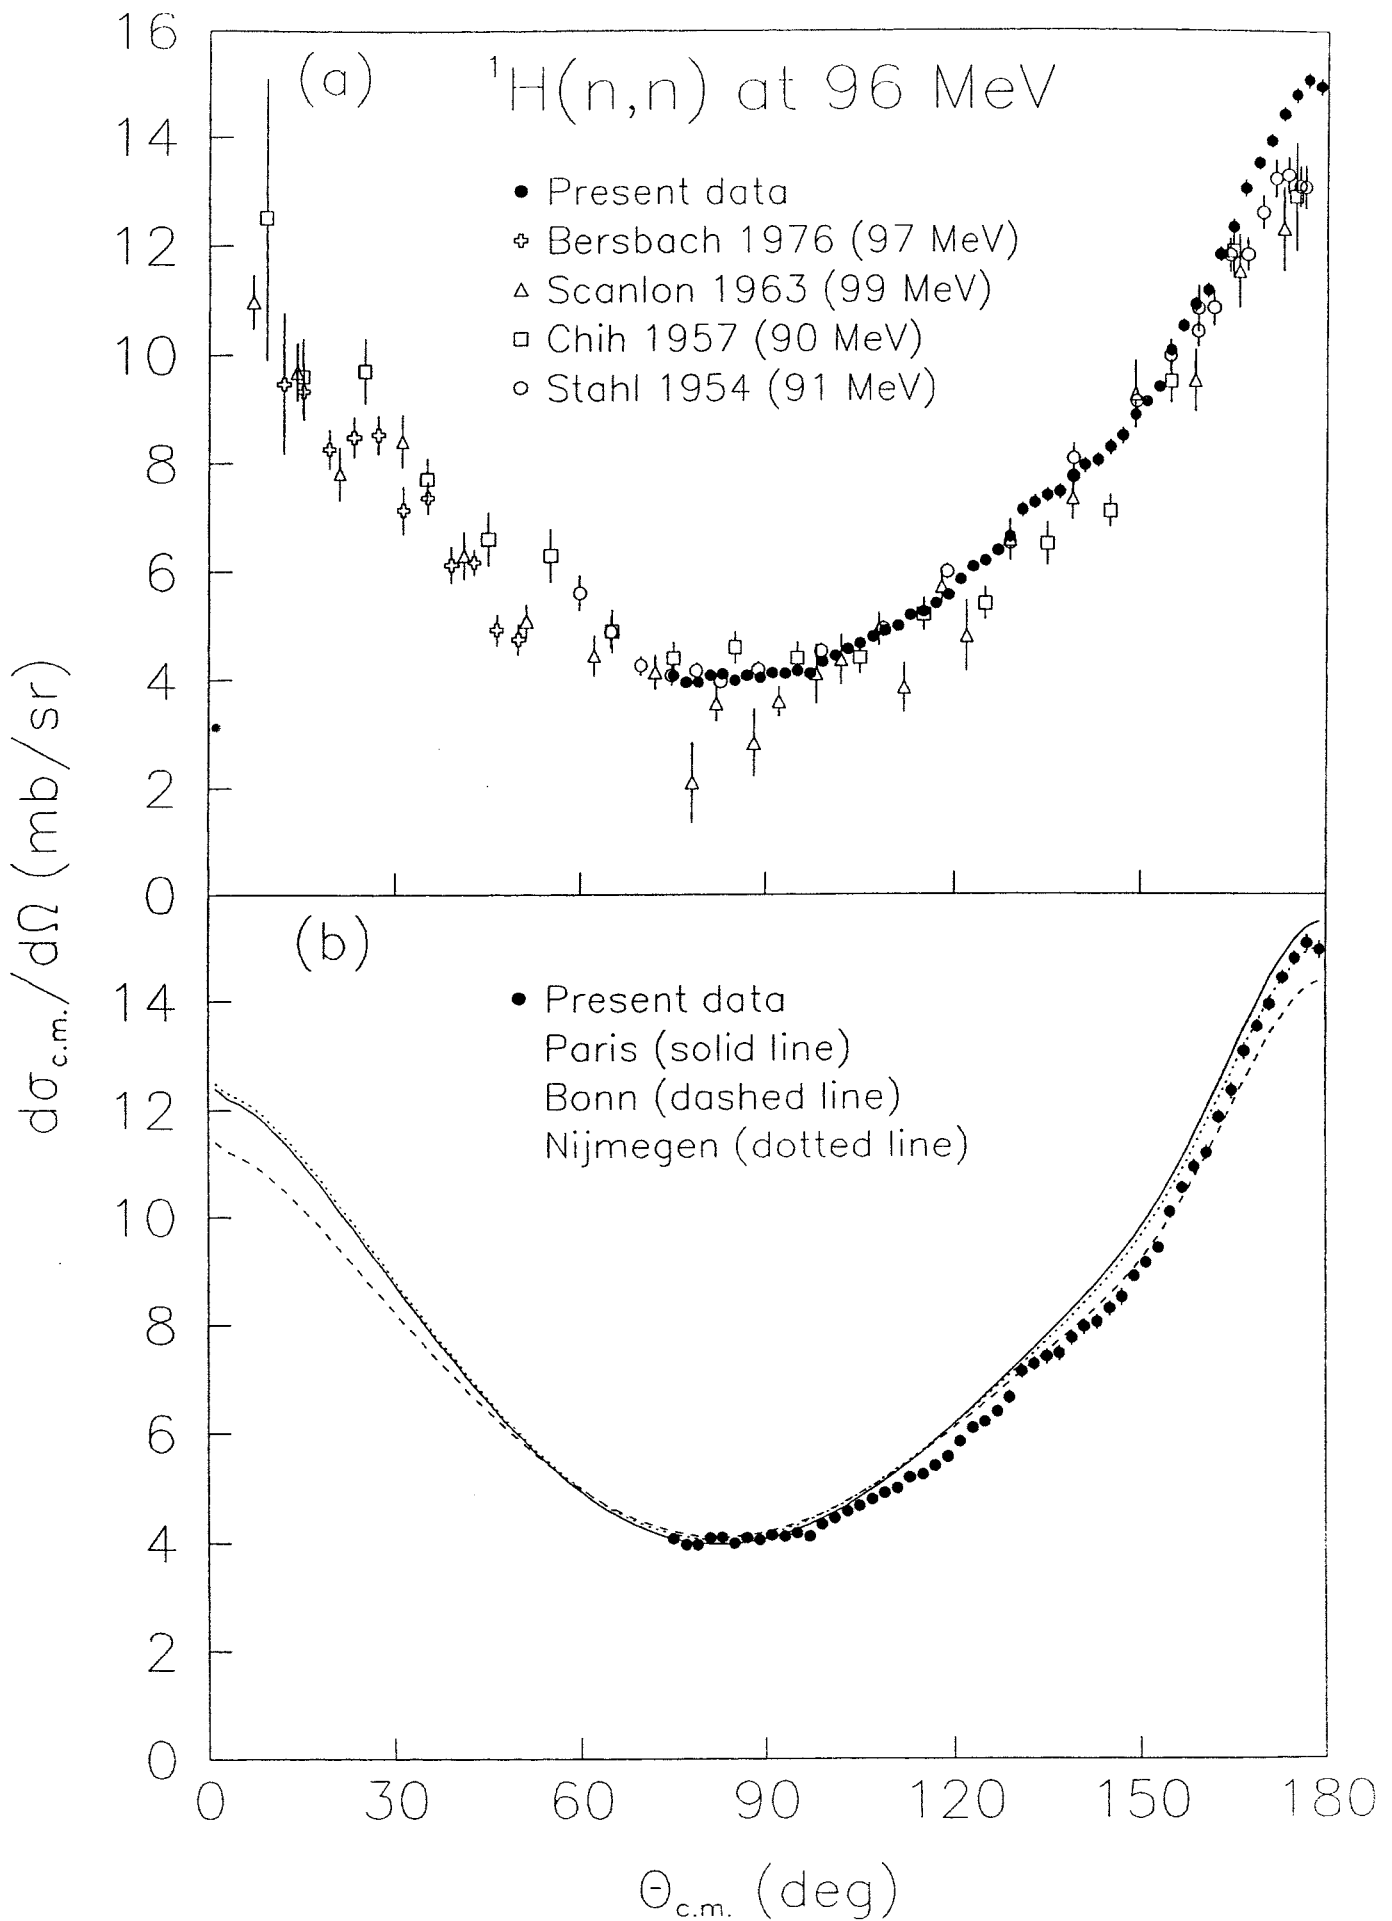 16
(a) ¹H(n,n) at 96 MeV
14
Present data
12
Bersbach 1976 (97 MeV)
Scanlon 1963 (99 MeV)
10
Chih 1957 (90 MeV)
Stahl 1954 (91 MeV)
8
6
4
2
0
dσc.m./dΩ (mb/sr)
(b)
14
Present data
Paris (solid line)
12
Bonn (dashed line)
Nijmegen (dotted line)
10
8
6
4
2
0
0 30 60 90 120 150 180
Θc.m. (deg)